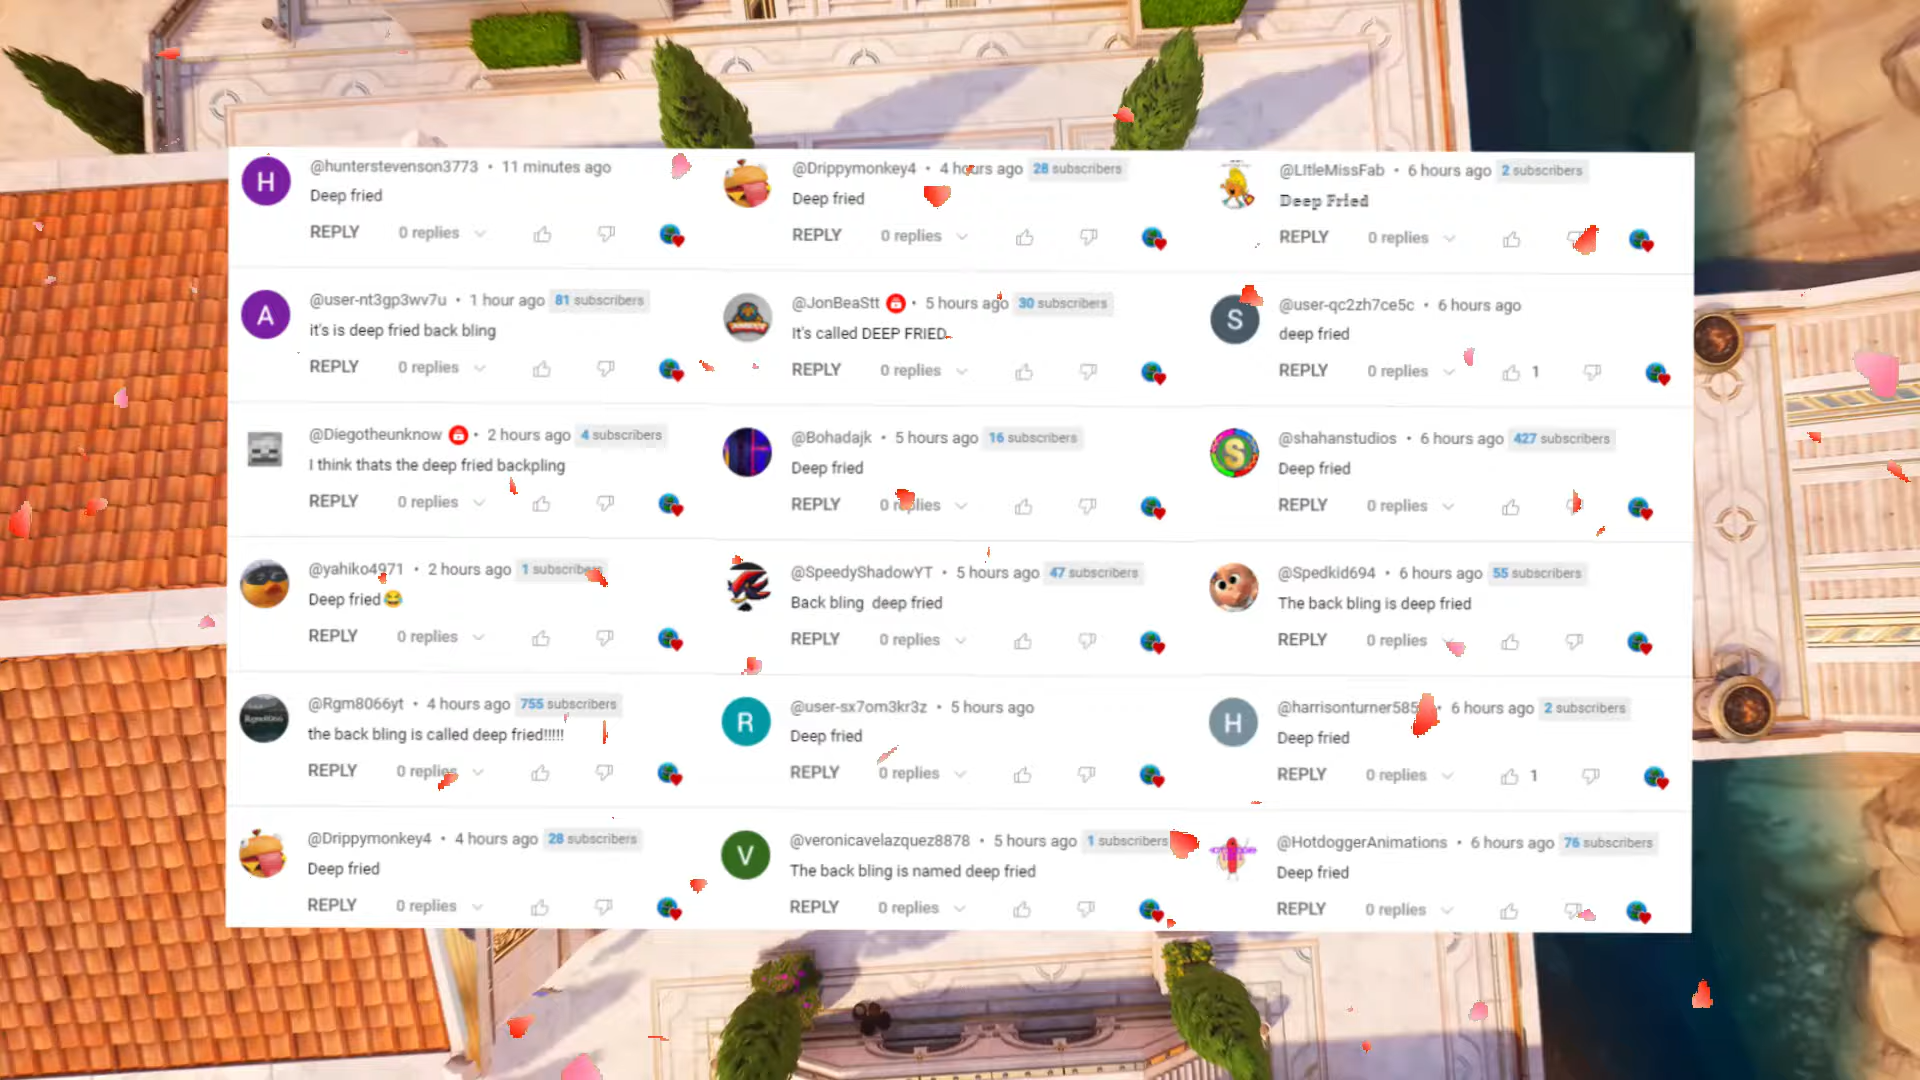 @hunterstevenson3773 • 11 minutes ago
Deep fried
REPLY 0 replies
@user-nt3gp3wv7u • 1 hour ago 81 subscribers
it's is deep fried back bling
REPLY 0 replies
@Diegotheunknow • 2 hours ago 4 subscribers
I think thats the deep fried backpling
REPLY 0 replies
@yahiko4971 • 2 hours ago 1 subscribers
Deep fried😂
REPLY 0 replies
@Rgm8066yt • 4 hours ago 755 subscribers
the back bling is called deep fried!!!!!
REPLY 0 replies
@Drippymonkey4 • 4 hours ago 28 subscribers
Deep fried
REPLY 0 replies
@Drippymonkey4 • 4 hours ago 28 subscribers
Deep fried
REPLY 0 replies
@JonBeaStt • 5 hours ago 30 subscribers
It's called DEEP FRIED
REPLY 0 replies
@Bohadajk • 5 hours ago 16 subscribers
Deep fried
REPLY 0 replies
@SpeedyShadowYT • 5 hours ago 47 subscribers
Back bling deep fried
REPLY 0 replies
@user-sx7om3kr3z • 5 hours ago
Deep fried
REPLY 0 replies
@veronicavelazquez8878 • 5 hours ago 1 subscribers
The back bling is named deep fried
REPLY 0 replies
@LItleMissFab • 6 hours ago 2 subscribers
Deep Fried
REPLY 0 replies
@user-qc2zh7ce5c • 6 hours ago
deep fried
REPLY 0 replies 1
@shahanstudios • 6 hours ago 427 subscribers
Deep fried
REPLY 0 replies
@Spedkid694 • 6 hours ago 55 subscribers
The back bling is deep fried
REPLY 0 replies
• 6 hours ago 2 subscribers
Deep fried
REPLY 0 replies 1
@HotdoggerAnimations • 6 hours ago 76 subscribers
Deep fried
REPLY 0 replies